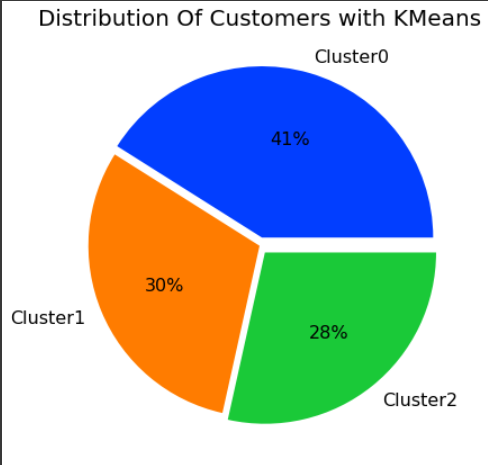 Distribution Of Customers with KMeans
Cluster0
41%
30%
Cluster1
28%
Cluster2